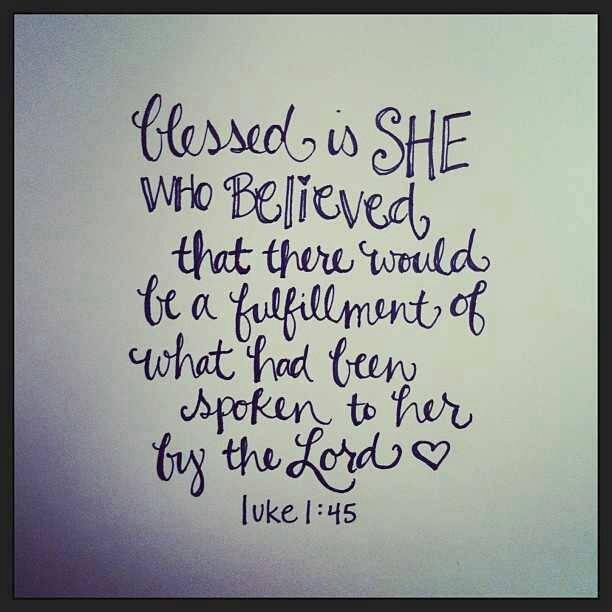 blessed is SHE
WHO Believed
that there would
be a fulfillment of
what had been
spoken to her
by the Lord ♡
luke 1:45